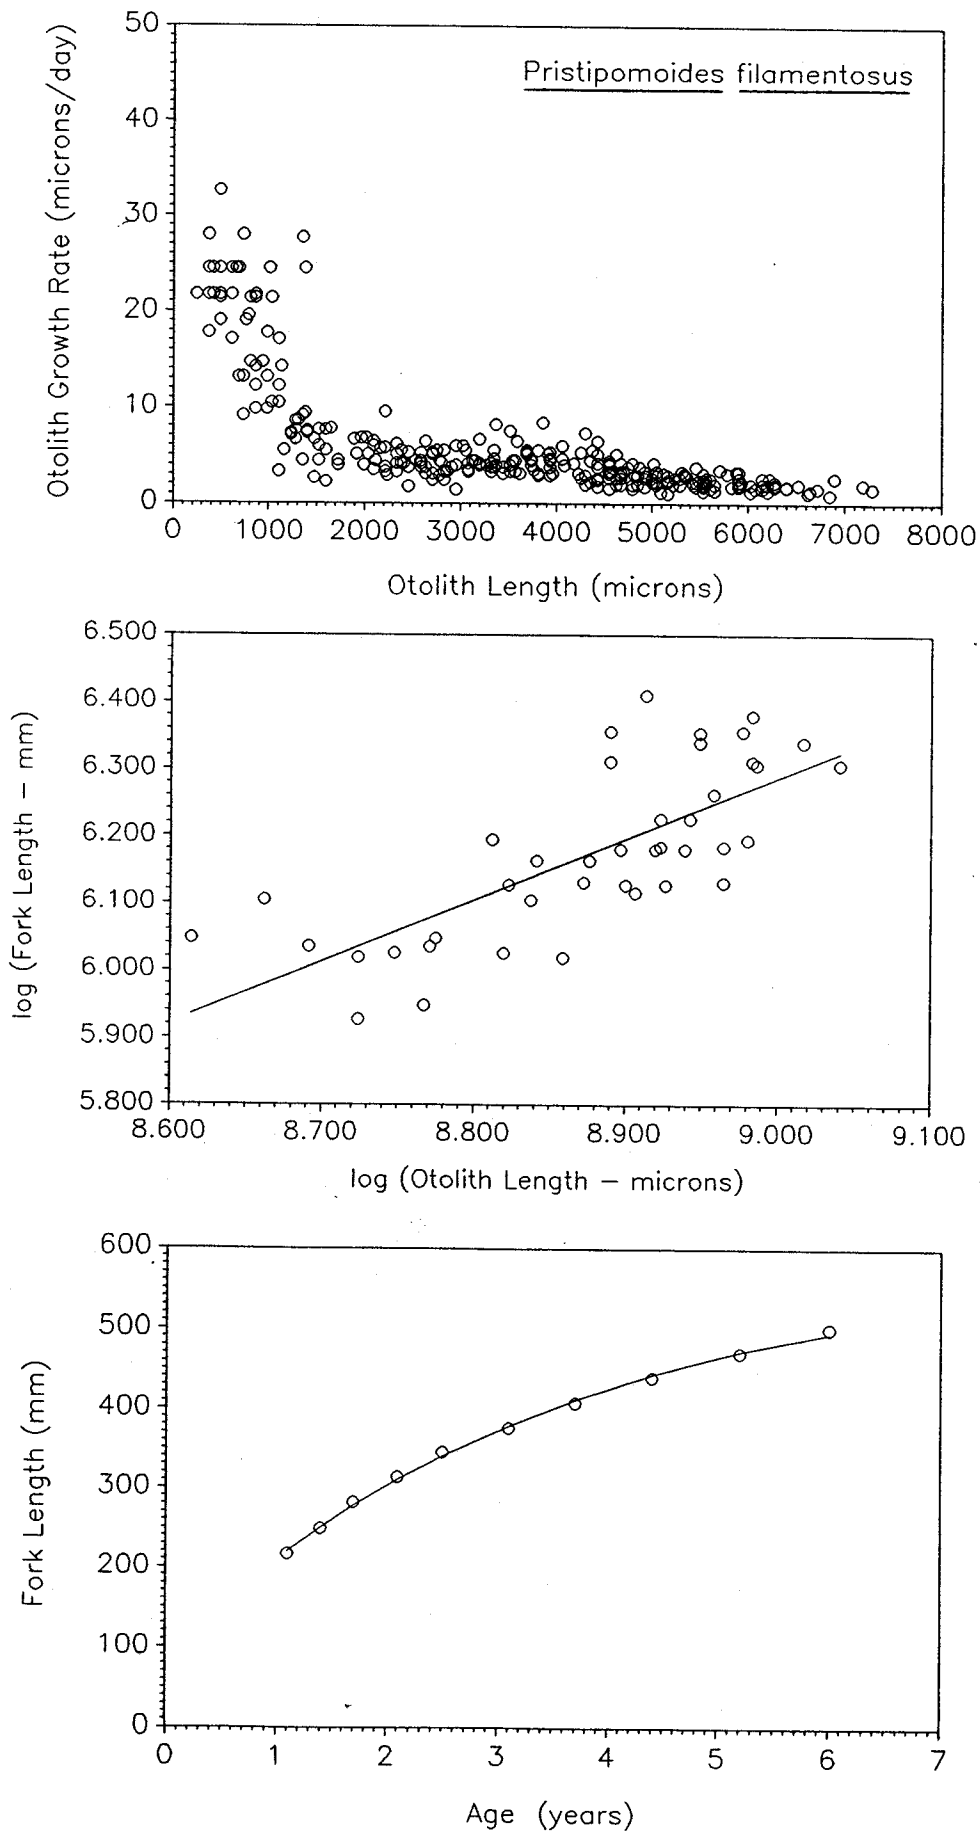 50
Pristipomoides filamentosus
40
30
20
10
0
Otolith Growth Rate (microns/day)
0 1000 2000 3000 4000 5000 6000 7000 8000
Otolith Length (microns)
6.500
6.400
6.300
6.200
6.100
6.000
5.900
5.800
log (Fork Length – mm)
8.600 8.700 8.800 8.900 9.000 9.100
log (Otolith Length – microns)
600
500
400
300
200
100
0
Fork Length (mm)
0 1 2 3 4 5 6 7
Age (years)